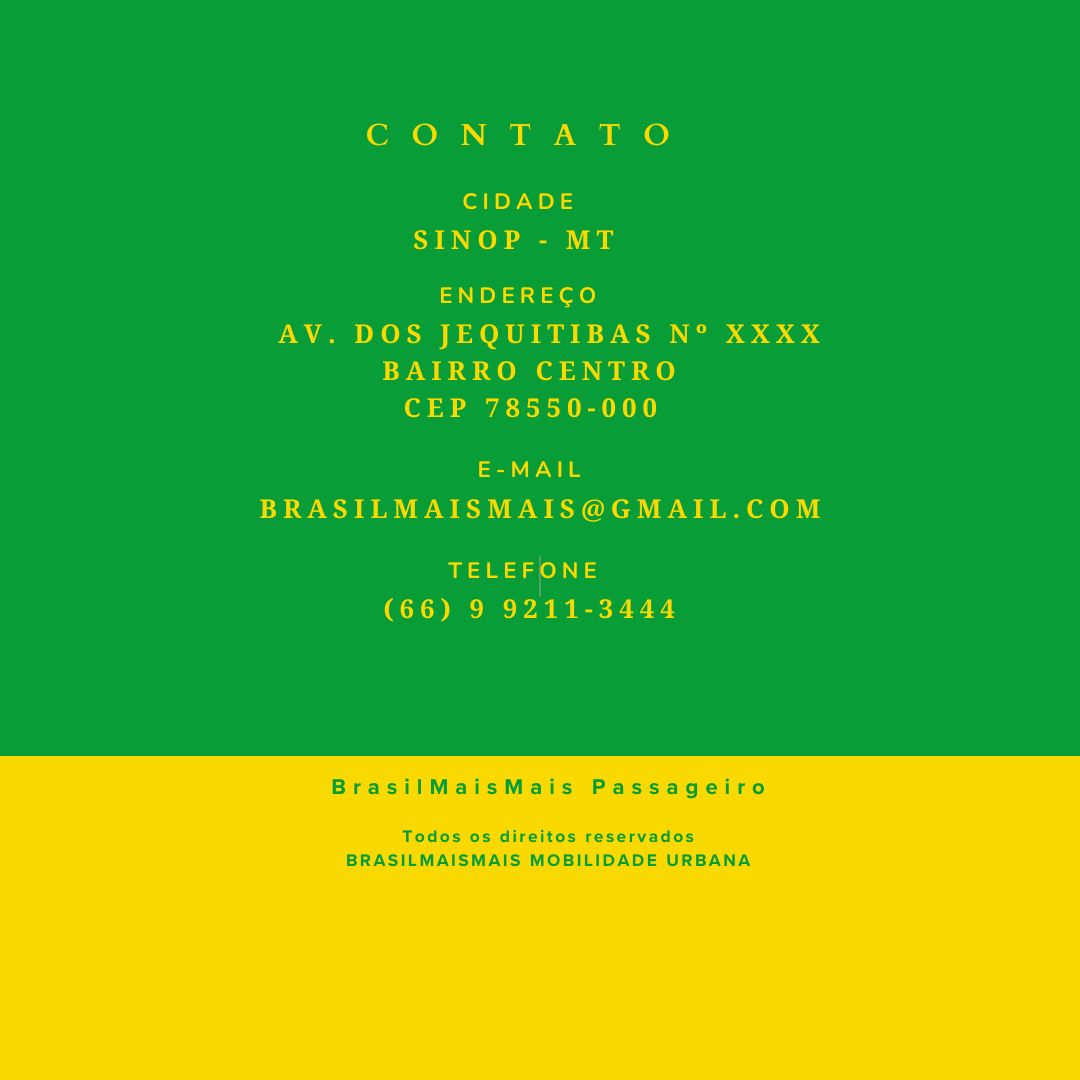 CONTATO
CIDADE
SINOP - MT
ENDEREÇO
AV. DOS JEQUITIBAS Nº XXXX
BAIRRO CENTRO
CEP 78550-000
E-MAIL
BRASILMAISMAIS@GMAIL.COM
TELEFONE
(66) 9 9211-3444
BrasilMaisMais Passageiro
Todos os direitos reservados
BRASILMAISMAIS MOBILIDADE URBANA